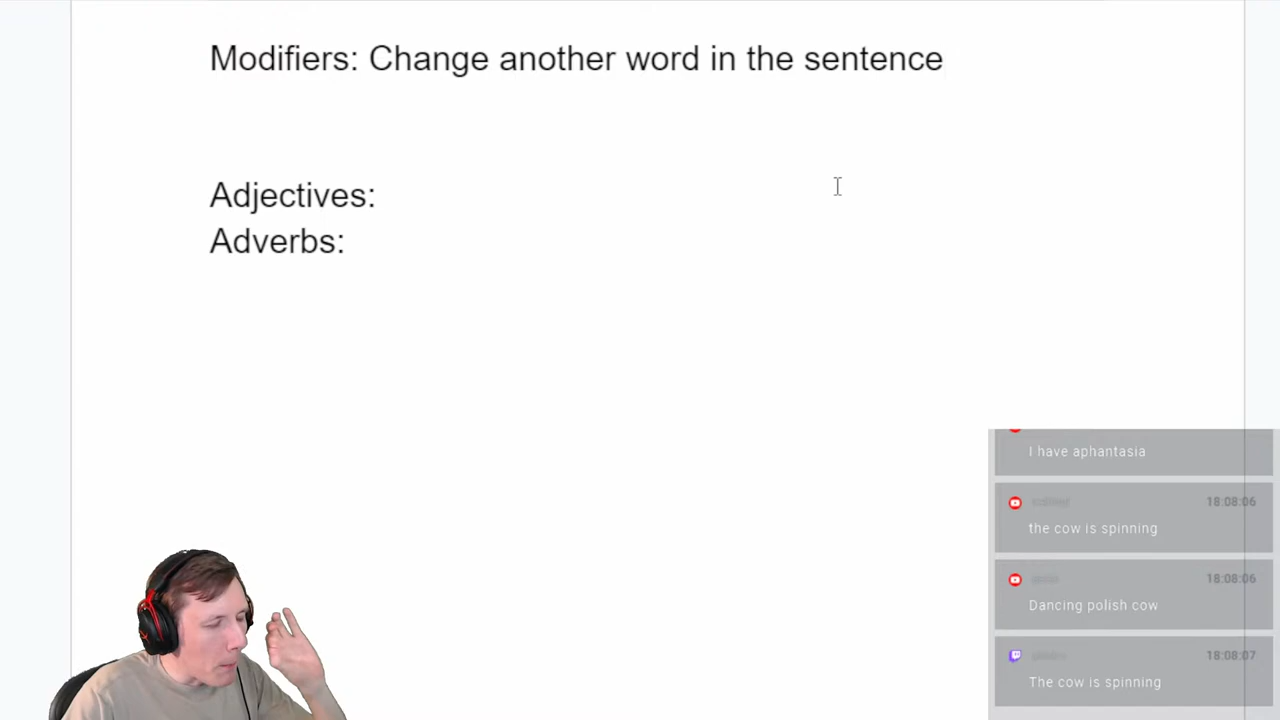 Modifiers: Change another word in the sentence
Adjectives:
Adverbs:
I have aphantasia
18:08:06
the cow is spinning
18:08:06
Dancing polish cow
18:08:07
The cow is spinning